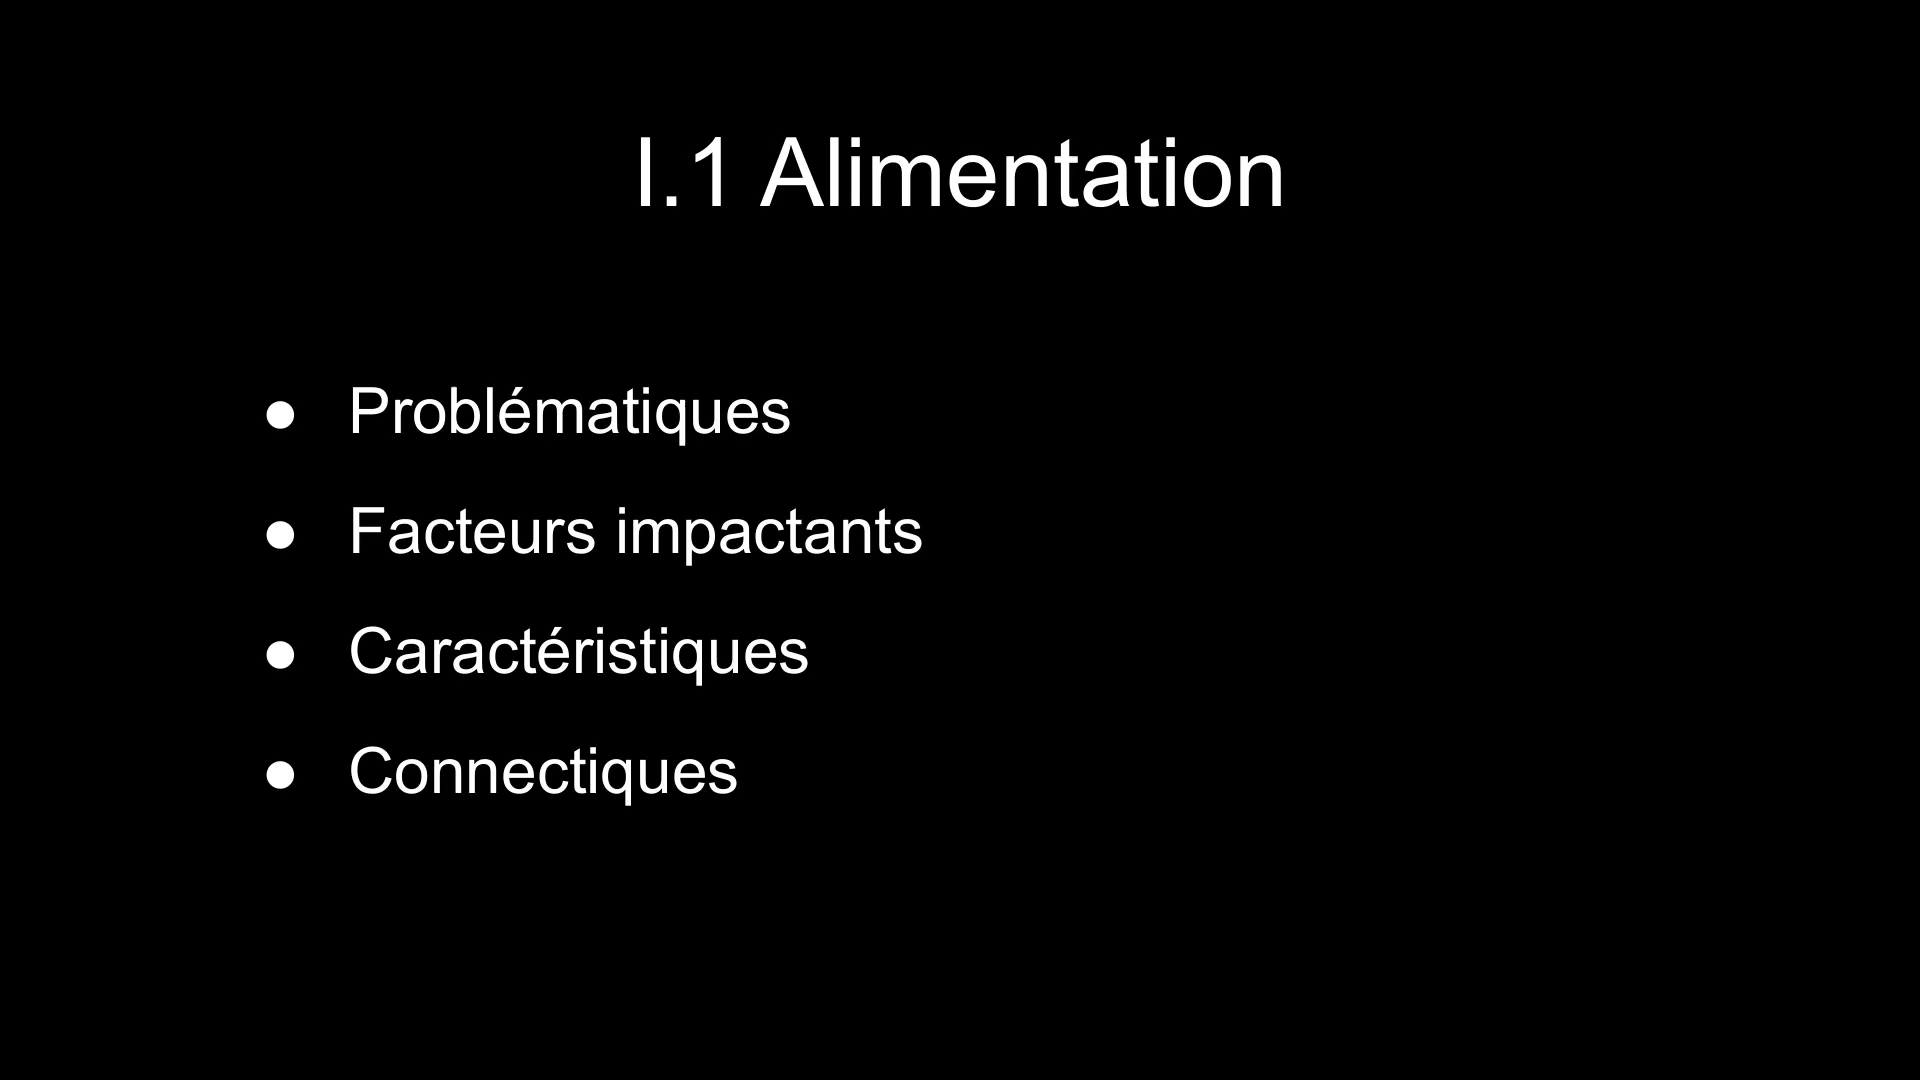 I.1 Alimentation
● Problématiques
● Facteurs impactants
● Caractéristiques
● Connectiques